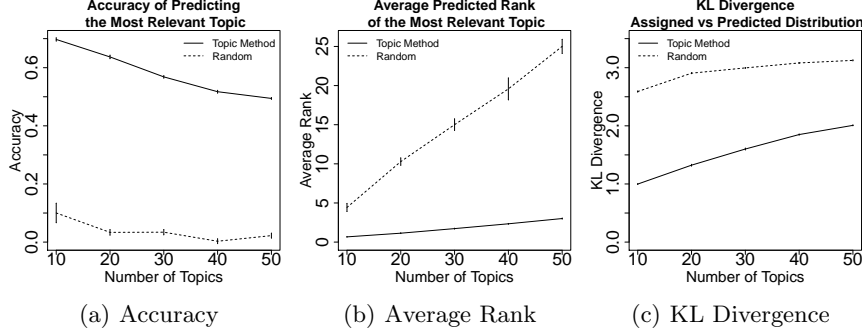 Accuracy of Predicting
the Most Relevant Topic
Topic Method
Random
Accuracy
0.0 0.2 0.4 0.6
10 20 30 40 50
Number of Topics
(a) Accuracy
Average Predicted Rank
of the Most Relevant Topic
Topic Method
Random
Average Rank
0 5 10 15 20 25
10 20 30 40 50
Number of Topics
(b) Average Rank
KL Divergence
Assigned vs Predicted Distribution
Topic Method
Random
KL Divergence
1.0 2.0 3.0
10 20 30 40 50
Number of Topics
(c) KL Divergence